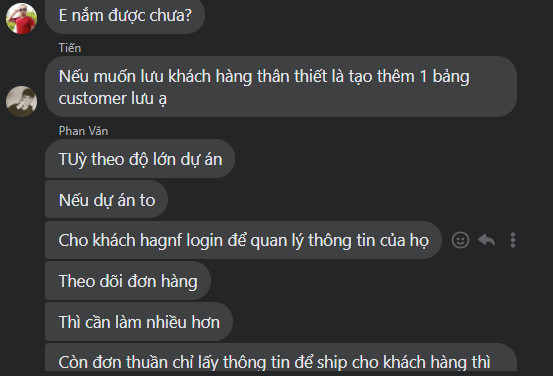 E nắm được chưa?
Tiến
Nếu muốn lưu khách hàng thân thiết là tạo thêm 1 bảng
customer lưu ạ
Phan Văn
TUỳ theo độ lớn dự án
Nếu dự án to
Cho khách hagnf login để quan lý thông tin của họ
Theo dõi đơn hàng
Thì cần làm nhiều hơn
Còn đơn thuần chỉ lấy thông tin để ship cho khách hàng thì